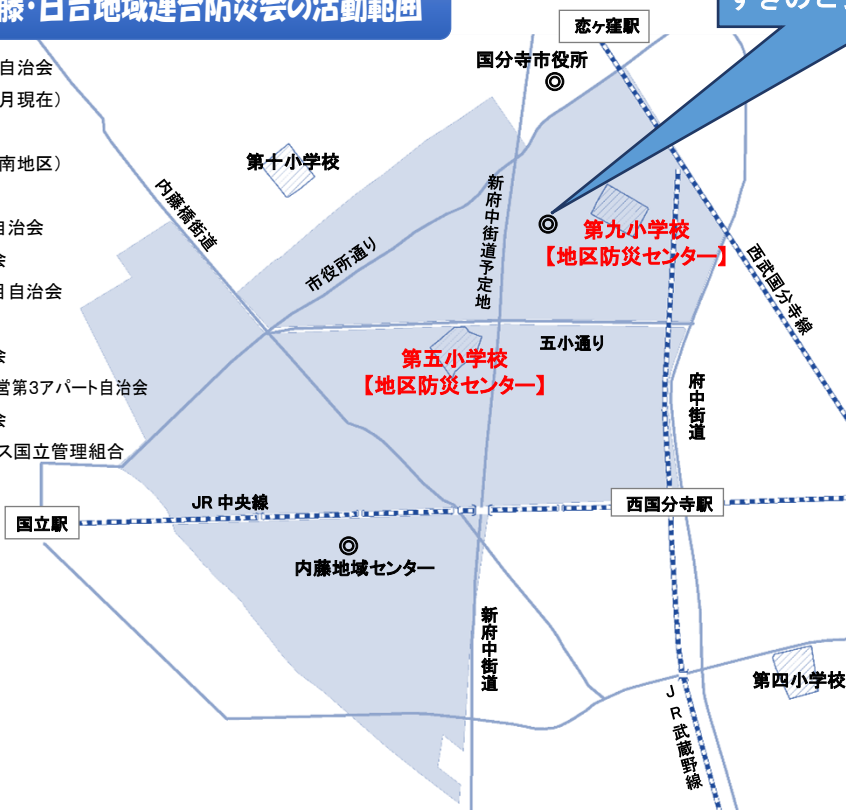 藤・日吉地域連合防災会の活動範囲
すぎのこ
自治会
月現在）
南地区）
自治会
会
目自治会
会
営第3アパート自治会
会
ス国立管理組合
恋ヶ窪駅
国分寺市役所
第十小学校
内藤橋街道
市役所通り
新府中街道予定地
第九小学校
【地区防災センター】
西武国分寺線
五小通り
第五小学校
【地区防災センター】
府中街道
JR 中央線
西国分寺駅
国立駅
内藤地域センター
新府中街道
第四小学校
JR武蔵野線